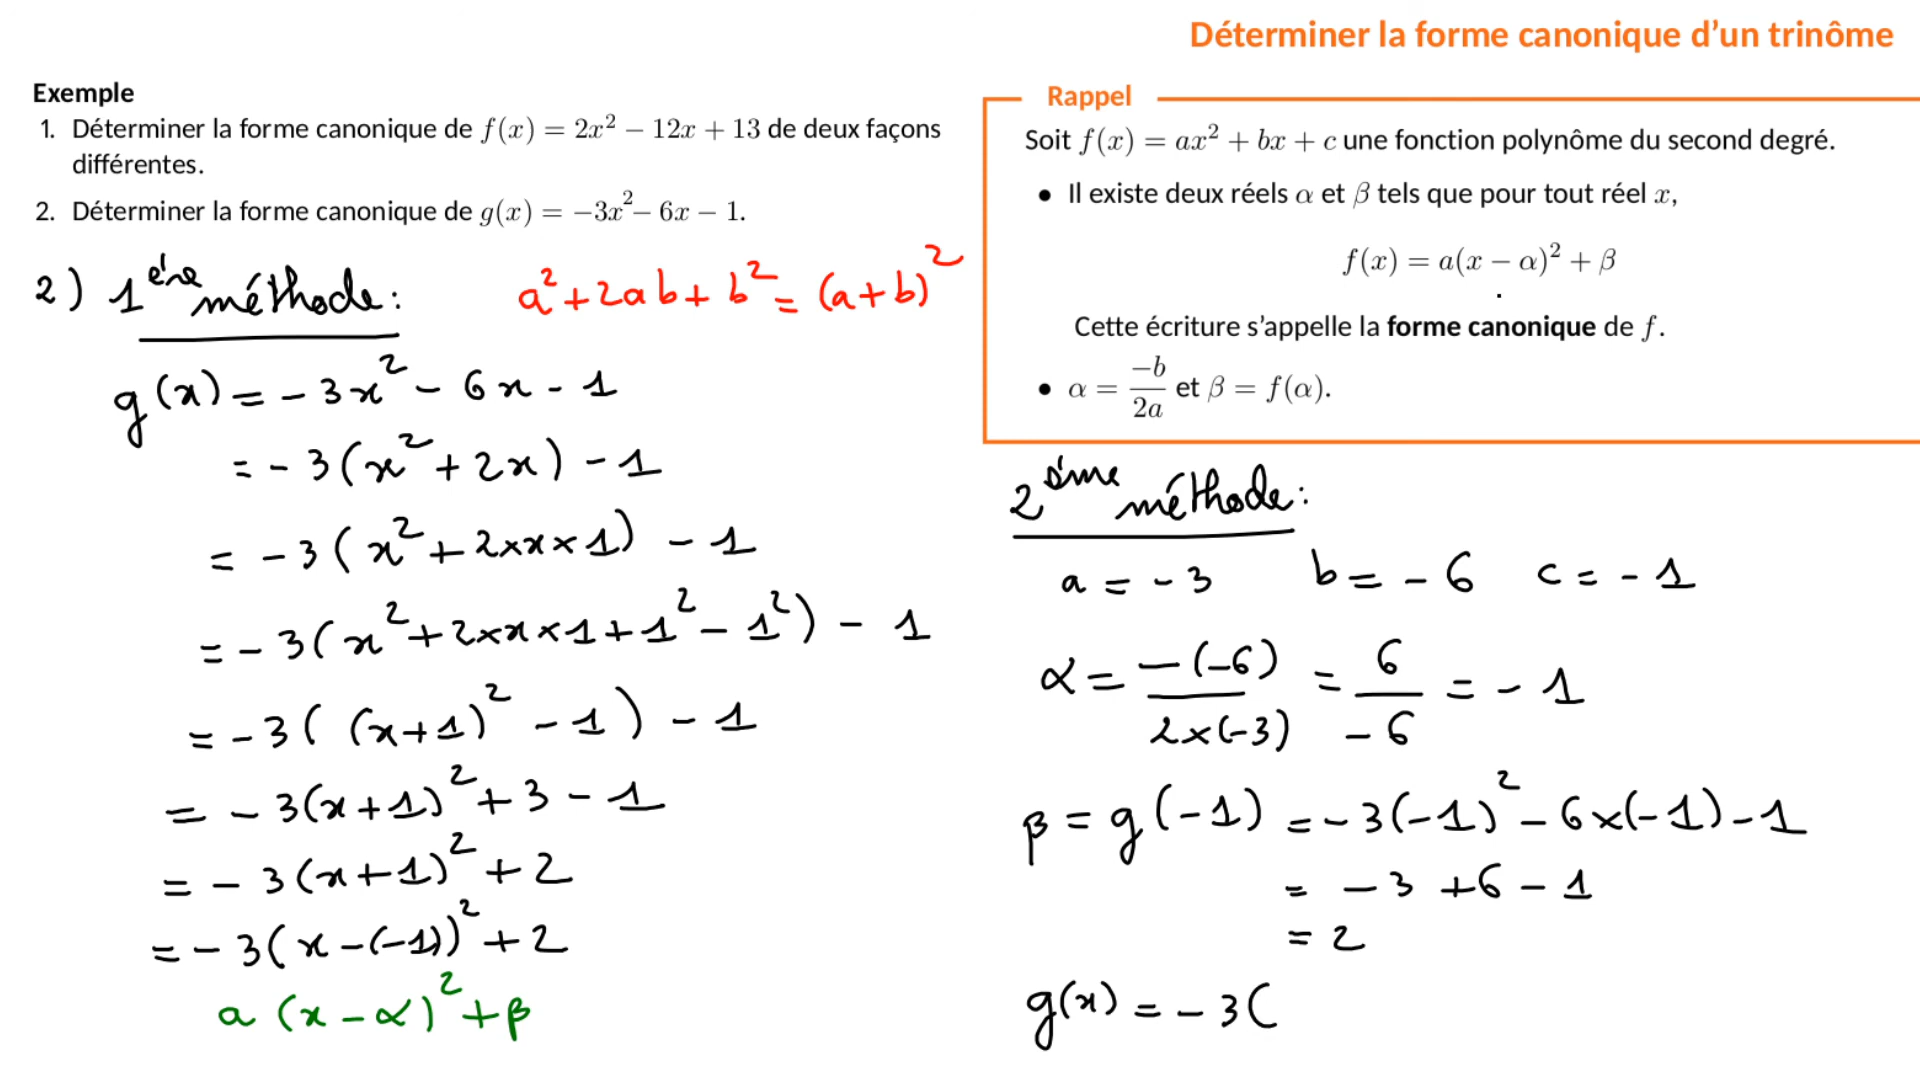 Déterminer la forme canonique d’un trinôme
Exemple
1. Déterminer la forme canonique de f(x) = 2x² − 12x + 13 de deux façons
différentes.
2. Déterminer la forme canonique de g(x) = −3x² − 6x − 1.
Rappel
Soit f(x) = ax² + bx + c une fonction polynôme du second degré.
• Il existe deux réels α et β tels que pour tout réel x,
f(x) = a(x − α)² + β
Cette écriture s’appelle la forme canonique de f.
• α = −b/2a et β = f(α).
2) 1ère méthode :
a² + 2ab + b² = (a+b)²
g(x) = −3x² − 6x − 1
= −3(x² + 2x) − 1
= −3(x² + 2×x×1) − 1
= −3(x² + 2×x×1 + 1² − 1²) − 1
= −3((x+1)² − 1) − 1
= −3(x+1)² + 3 − 1
= −3(x+1)² + 2
= −3(x−(−1))² + 2
a(x − α)² + β
2ème méthode :
a = −3 b = −6 c = −1
α = −(−6)/2×(−3) = 6/−6 = −1
β = g(−1) = −3(−1)² − 6×(−1) − 1
= −3 + 6 − 1
= 2
g(x) = −3(